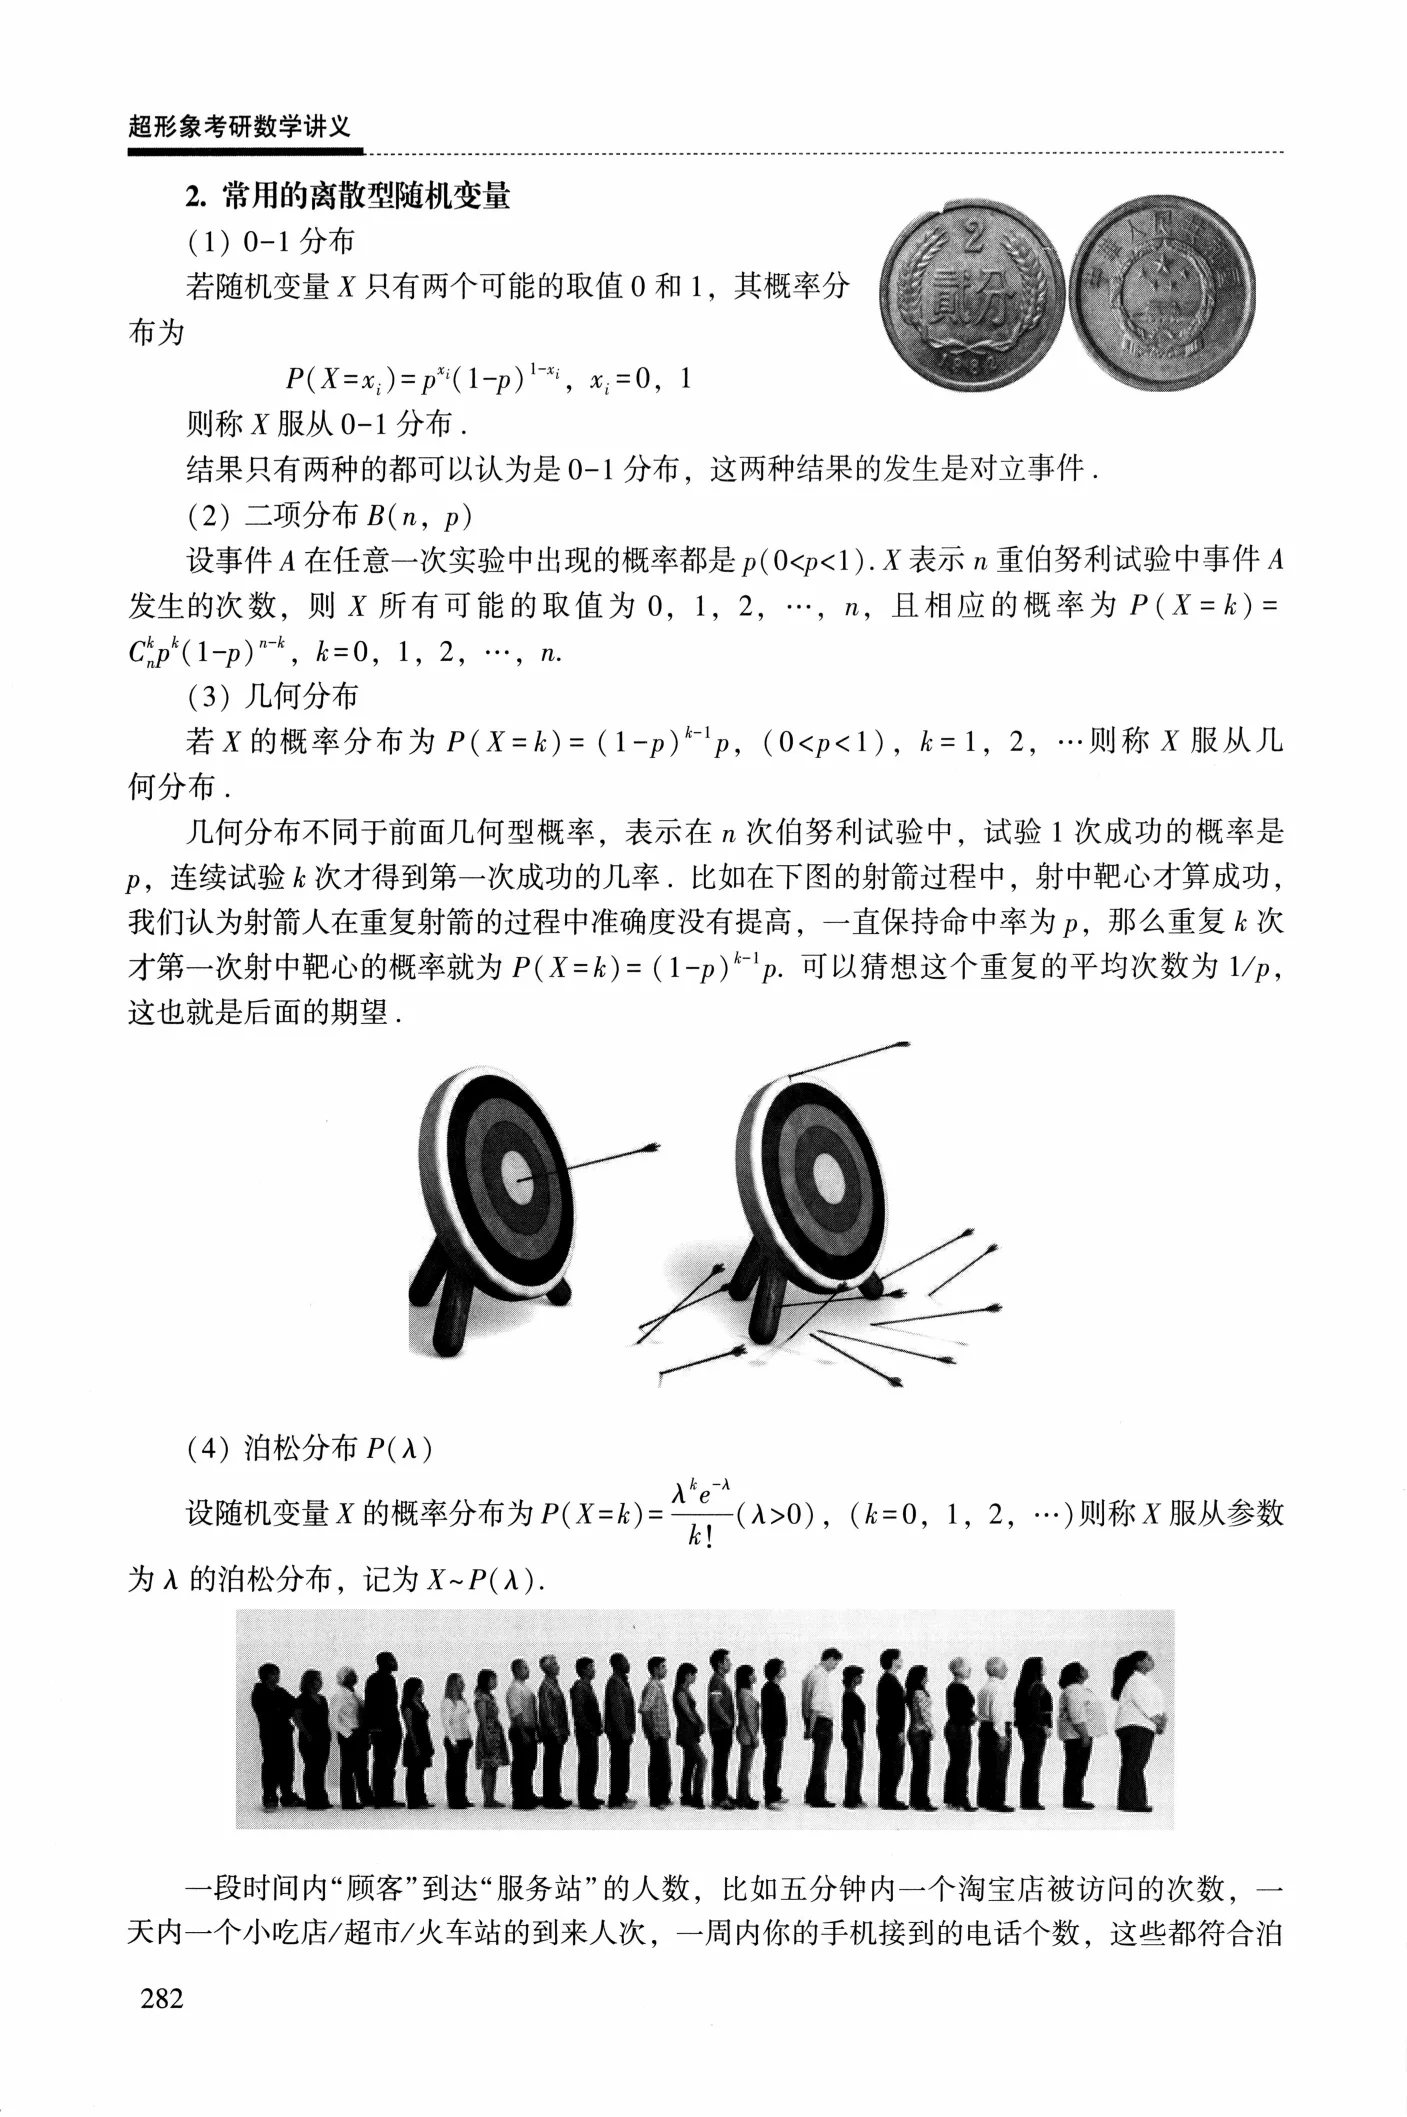 超形象考研数学讲义
2. 常用的离散型随机变量
(1) 0-1 分布
若随机变量 X 只有两个可能的取值 0 和 1, 其概率分
布为
P(X=x_i)=p^{x_i}(1-p)^{1-x_i}, x_i=0, 1
则称 X 服从 0-1 分布.
结果只有两种的都可以认为是 0-1 分布, 这两种结果的发生是对立事件.
(2) 二项分布 B(n, p)
设事件 A 在任意一次实验中出现的概率都是 p(0<p<1). X 表示 n 重伯努利试验中事件 A
发生的次数, 则 X 所有可能的取值为 0, 1, 2, …, n, 且相应的概率为 P(X=k)=
C_n^k p^k(1-p)^{n-k}, k=0, 1, 2, …, n.
(3) 几何分布
若 X 的概率分布为 P(X=k)=(1-p)^{k-1}p, (0<p<1), k=1, 2, …则称 X 服从几
何分布.
几何分布不同于前面几何型概率, 表示在 n 次伯努利试验中, 试验 1 次成功的概率是
p, 连续试验 k 次才得到第一次成功的几率. 比如在下图的射箭过程中, 射中靶心才算成功,
我们认为射箭人在重复射箭的过程中准确度没有提高, 一直保持命中率为 p, 那么重复 k 次
才第一次射中靶心的概率就为 P(X=k)=(1-p)^{k-1}p. 可以猜想这个重复的平均次数为 1/p,
这也就是后面的期望.
(4) 泊松分布 P(λ)
设随机变量 X 的概率分布为 P(X=k)=\frac{λ^k e^{-λ}}{k!}(λ>0), (k=0, 1, 2, …)则称 X 服从参数
为 λ 的泊松分布, 记为 X~P(λ).
一段时间内“顾客”到达“服务站”的人数, 比如五分钟内一个淘宝店被访问的次数, 一
天内一个小吃店/超市/火车站的到来人次, 一周内你的手机接到的电话个数, 这些都符合泊
282
2
贰分